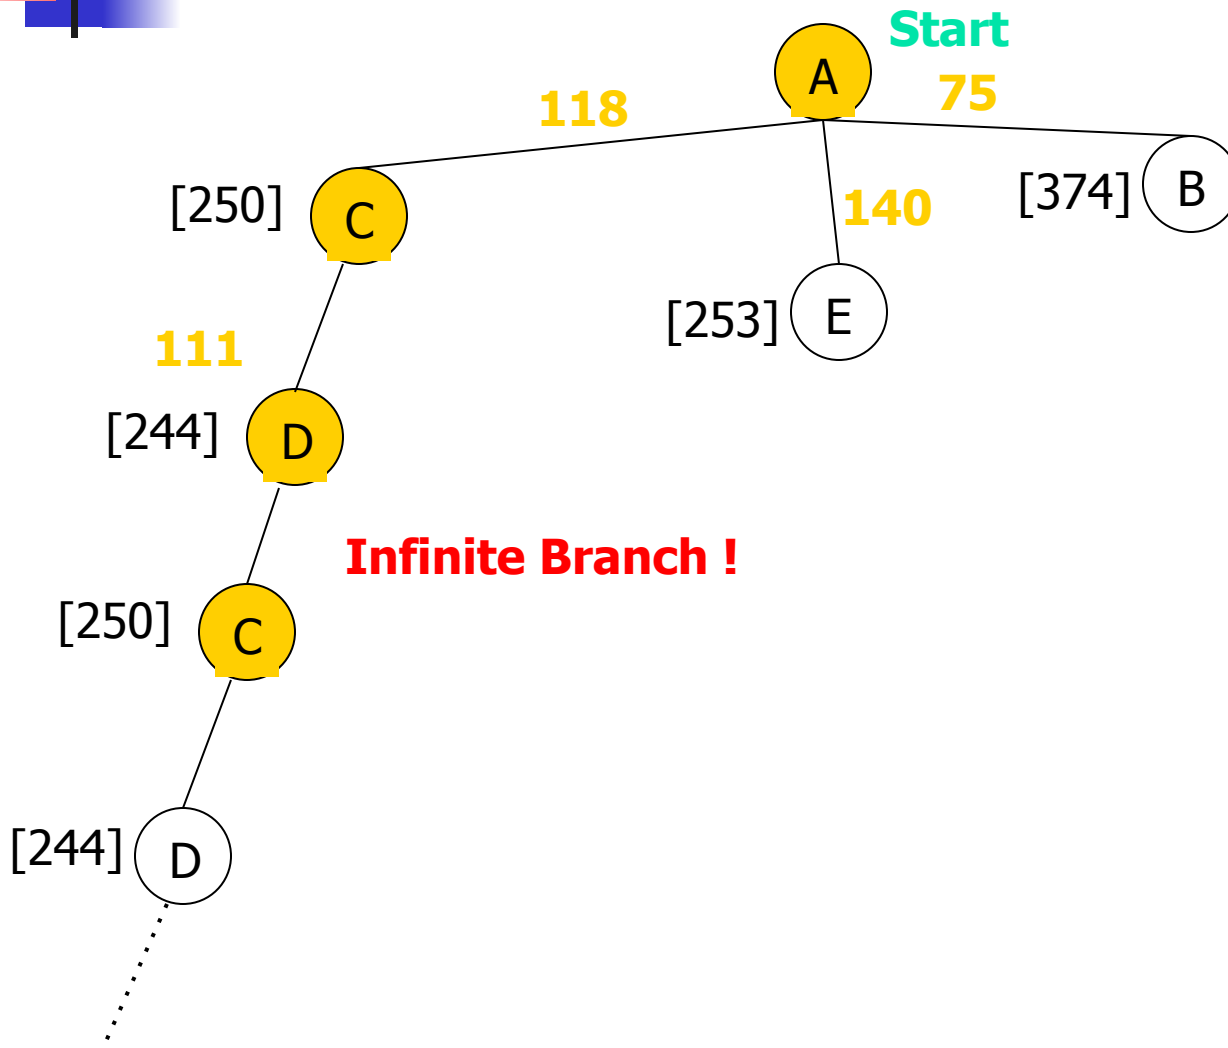 Start
A
75
118
[250] C
140
[374] B
[253] E
111
[244] D
Infinite Branch !
[250] C
[244] D